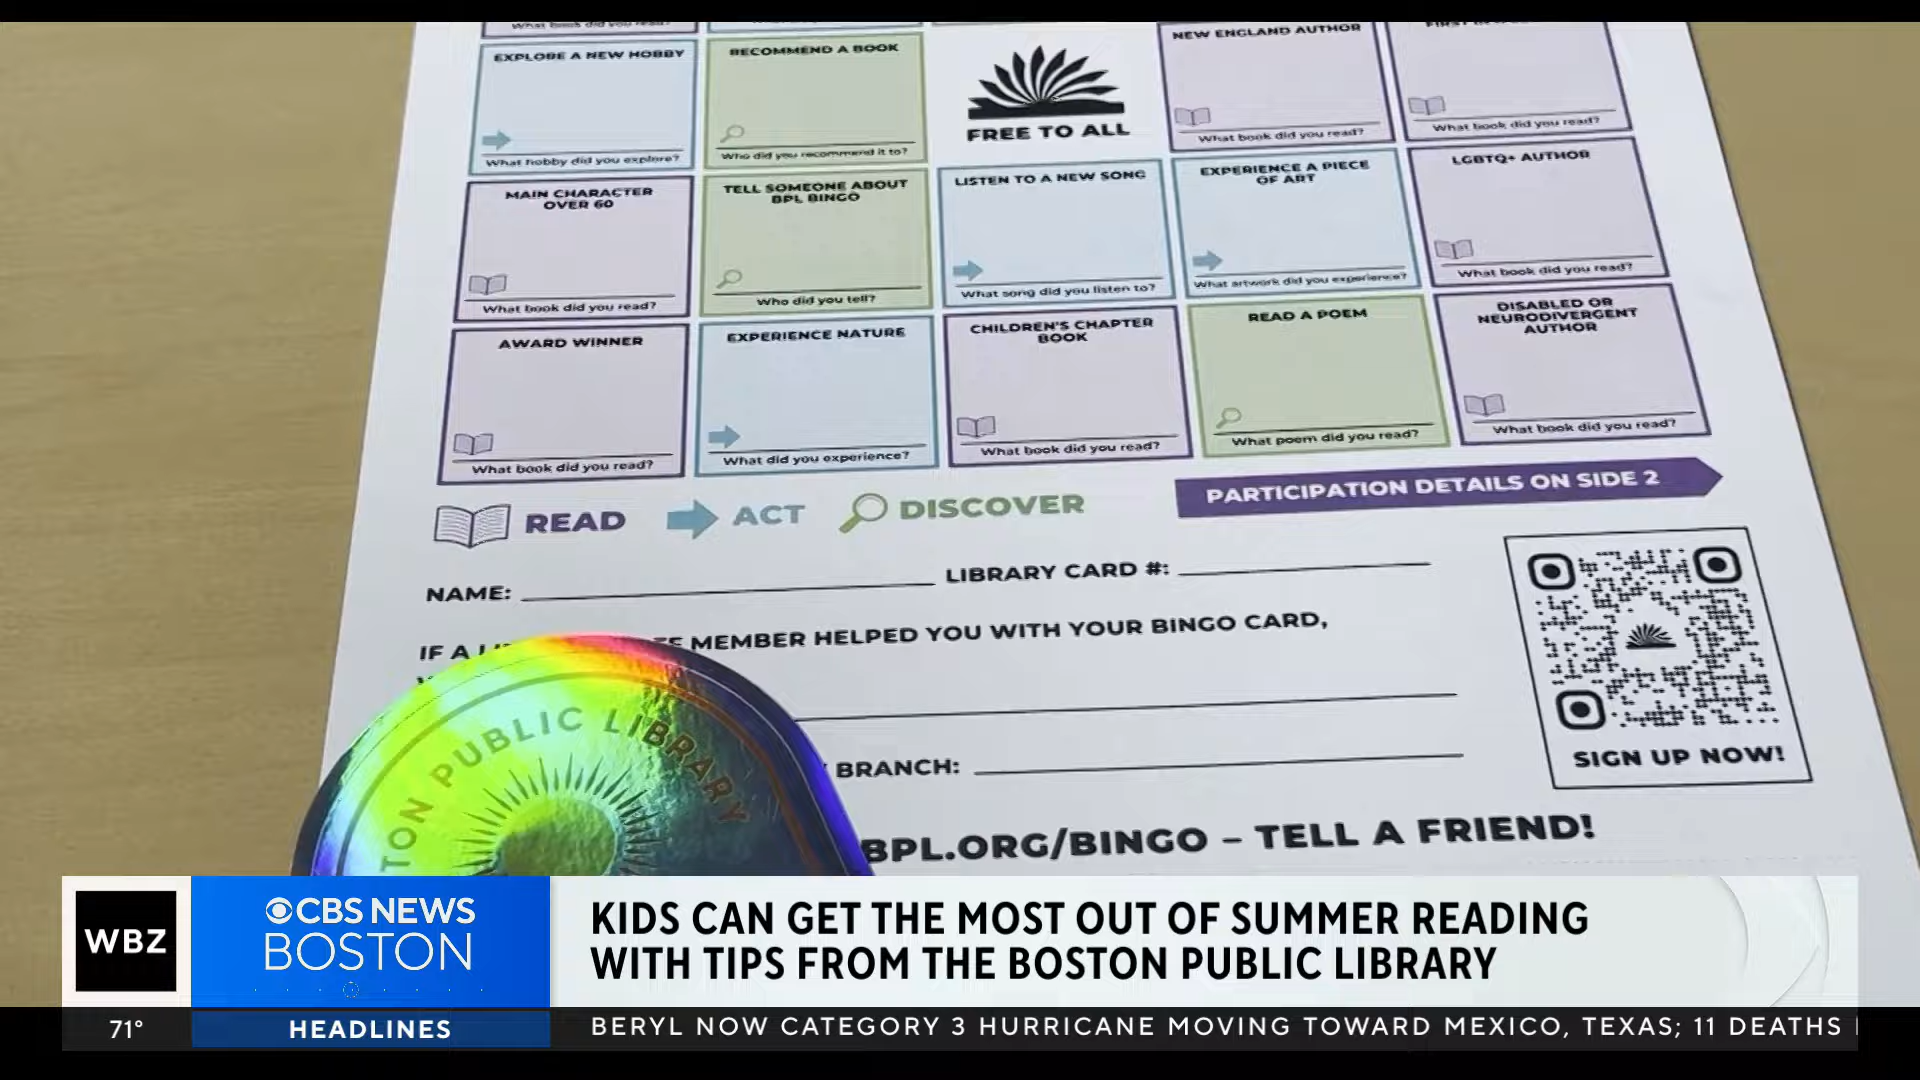 What book did you read?
EXPLORE A NEW HOBBY
What hobby did you explore?
RECOMMEND A BOOK
Who did you recommend it to?
FREE TO ALL
NEW ENGLAND AUTHOR
What book did you read?
What book did you read?
MAIN CHARACTER
OVER 60
What book did you read?
TELL SOMEONE ABOUT
BPL BINGO
Who did you tell?
LISTEN TO A NEW SONG
What song did you listen to?
EXPERIENCE A PIECE
OF ART
What artwork did you experience?
LGBTQ+ AUTHOR
What book did you read?
AWARD WINNER
What book did you read?
EXPERIENCE NATURE
What did you experience?
CHILDREN'S CHAPTER
BOOK
What book did you read?
READ A POEM
What poem did you read?
DISABLED OR
NEURODIVERGENT
AUTHOR
What book did you read?
READ ACT DISCOVER
PARTICIPATION DETAILS ON SIDE 2
NAME: LIBRARY CARD #:
IF A MEMBER HELPED YOU WITH YOUR BINGO CARD,
BRANCH:
SIGN UP NOW!
BPL.ORG/BINGO – TELL A FRIEND!
TON PUBLIC LIBRARY
WBZ
CBS NEWS
BOSTON
KIDS CAN GET THE MOST OUT OF SUMMER READING
WITH TIPS FROM THE BOSTON PUBLIC LIBRARY
71°
HEADLINES
BERYL NOW CATEGORY 3 HURRICANE MOVING TOWARD MEXICO, TEXAS; 11 DEATHS